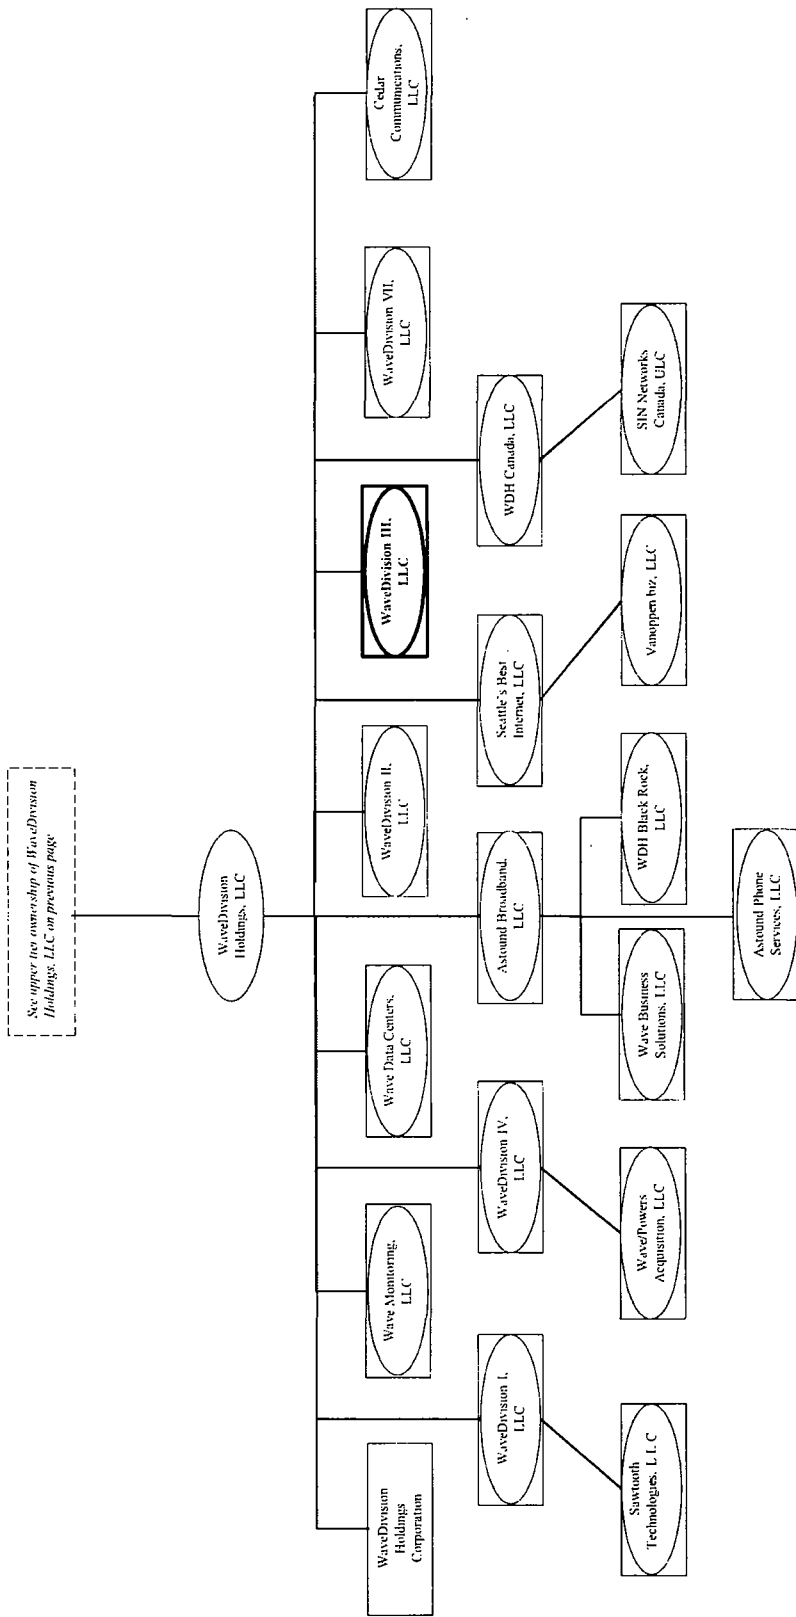 See upper tier ownership of WaveDivision
Holdings, LLC on previous page
WaveDivision
Holdings, LLC
WaveDivision
Holdings
Corporation
Wave Monitoring,
LLC
Wave Data Centers,
LLC
WaveDivision II,
LLC
WaveDivision III,
LLC
WaveDivision VII,
LLC
Cedar
Communications,
LLC
WaveDivision I,
LLC
WaveDivision IV,
LLC
Astound Broadband,
LLC
Seattle's Best
Internet, LLC
WDH Canada, LLC
Sawtooth
Technologies, L L C
Wave/Powers
Acquisition, LLC
Wave Business
Solutions, LLC
WDH Black Rock,
LLC
Vanoppen biz, LLC
SIN Networks
Canada, ULC
Astound Phone
Services, LLC